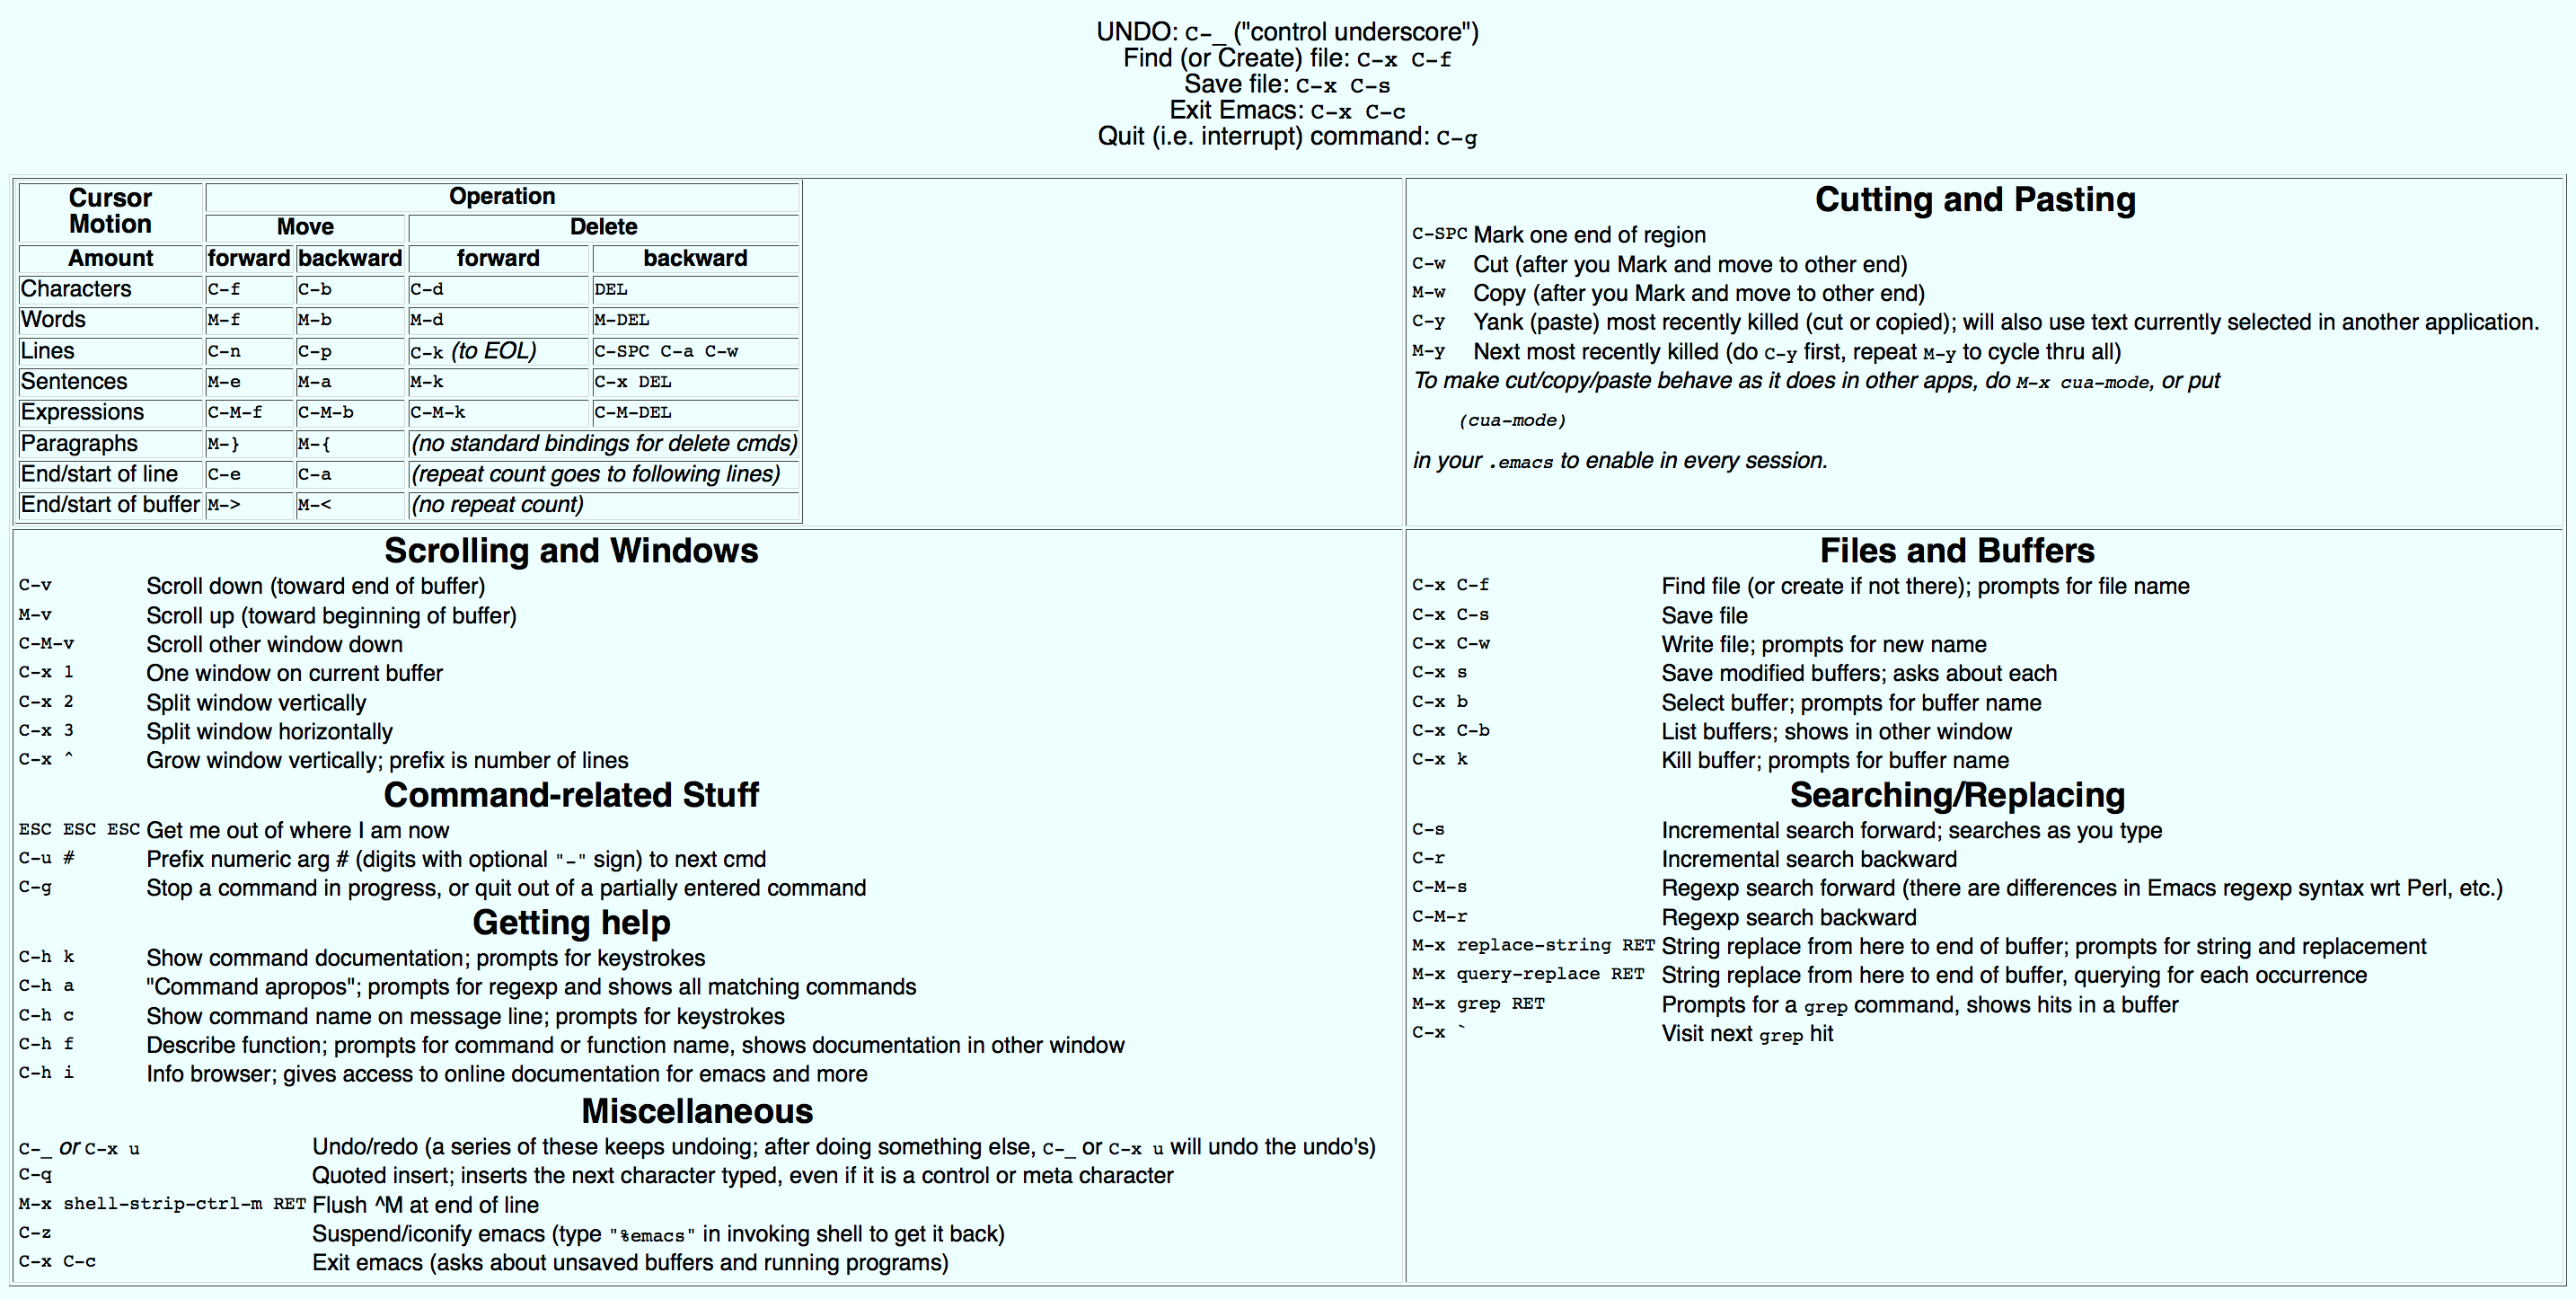 UNDO: C-_ ("control underscore")
Find (or Create) file: C-x C-f
Save file: C-x C-s
Exit Emacs: C-x C-c
Quit (i.e. interrupt) command: C-g
Cursor Motion Operation
Move Delete
Amount forward backward forward backward
Characters C-f C-b C-d DEL
Words M-f M-b M-d M-DEL
Lines C-n C-p C-k (to EOL) C-SPC C-a C-w
Sentences M-e M-a M-k C-x DEL
Expressions C-M-f C-M-b C-M-k C-M-DEL
Paragraphs M-} M-{ (no standard bindings for delete cmds)
End/start of line C-e C-a (repeat count goes to following lines)
End/start of buffer M-> M-< (no repeat count)
Cutting and Pasting
C-SPC Mark one end of region
C-w Cut (after you Mark and move to other end)
M-w Copy (after you Mark and move to other end)
C-y Yank (paste) most recently killed (cut or copied); will also use text currently selected in another application.
M-y Next most recently killed (do C-y first, repeat M-y to cycle thru all)
To make cut/copy/paste behave as it does in other apps, do M-x cua-mode, or put
(cua-mode)
in your .emacs to enable in every session.
Scrolling and Windows
C-v Scroll down (toward end of buffer)
M-v Scroll up (toward beginning of buffer)
C-M-v Scroll other window down
C-x 1 One window on current buffer
C-x 2 Split window vertically
C-x 3 Split window horizontally
C-x ^ Grow window vertically; prefix is number of lines
Command-related Stuff
ESC ESC ESC Get me out of where I am now
C-u # Prefix numeric arg # (digits with optional "-" sign) to next cmd
C-g Stop a command in progress, or quit out of a partially entered command
Getting help
C-h k Show command documentation; prompts for keystrokes
C-h a "Command apropos"; prompts for regexp and shows all matching commands
C-h c Show command name on message line; prompts for keystrokes
C-h f Describe function; prompts for command or function name, shows documentation in other window
C-h i Info browser; gives access to online documentation for emacs and more
Miscellaneous
C-_ or C-x u Undo/redo (a series of these keeps undoing; after doing something else, C-_ or C-x u will undo the undo's)
C-q Quoted insert; inserts the next character typed, even if it is a control or meta character
M-x shell-strip-ctrl-m RET Flush ^M at end of line
C-z Suspend/iconify emacs (type "%emacs" in invoking shell to get it back)
C-x C-c Exit emacs (asks about unsaved buffers and running programs)
Files and Buffers
C-x C-f Find file (or create if not there); prompts for file name
C-x C-s Save file
C-x C-w Write file; prompts for new name
C-x s Save modified buffers; asks about each
C-x b Select buffer; prompts for buffer name
C-x C-b List buffers; shows in other window
C-x k Kill buffer; prompts for buffer name
Searching/Replacing
C-s Incremental search forward; searches as you type
C-r Incremental search backward
C-M-s Regexp search forward (there are differences in Emacs regexp syntax wrt Perl, etc.)
C-M-r Regexp search backward
M-x replace-string RET String replace from here to end of buffer; prompts for string and replacement
M-x query-replace RET String replace from here to end of buffer, querying for each occurrence
M-x grep RET Prompts for a grep command, shows hits in a buffer
C-x ` Visit next grep hit